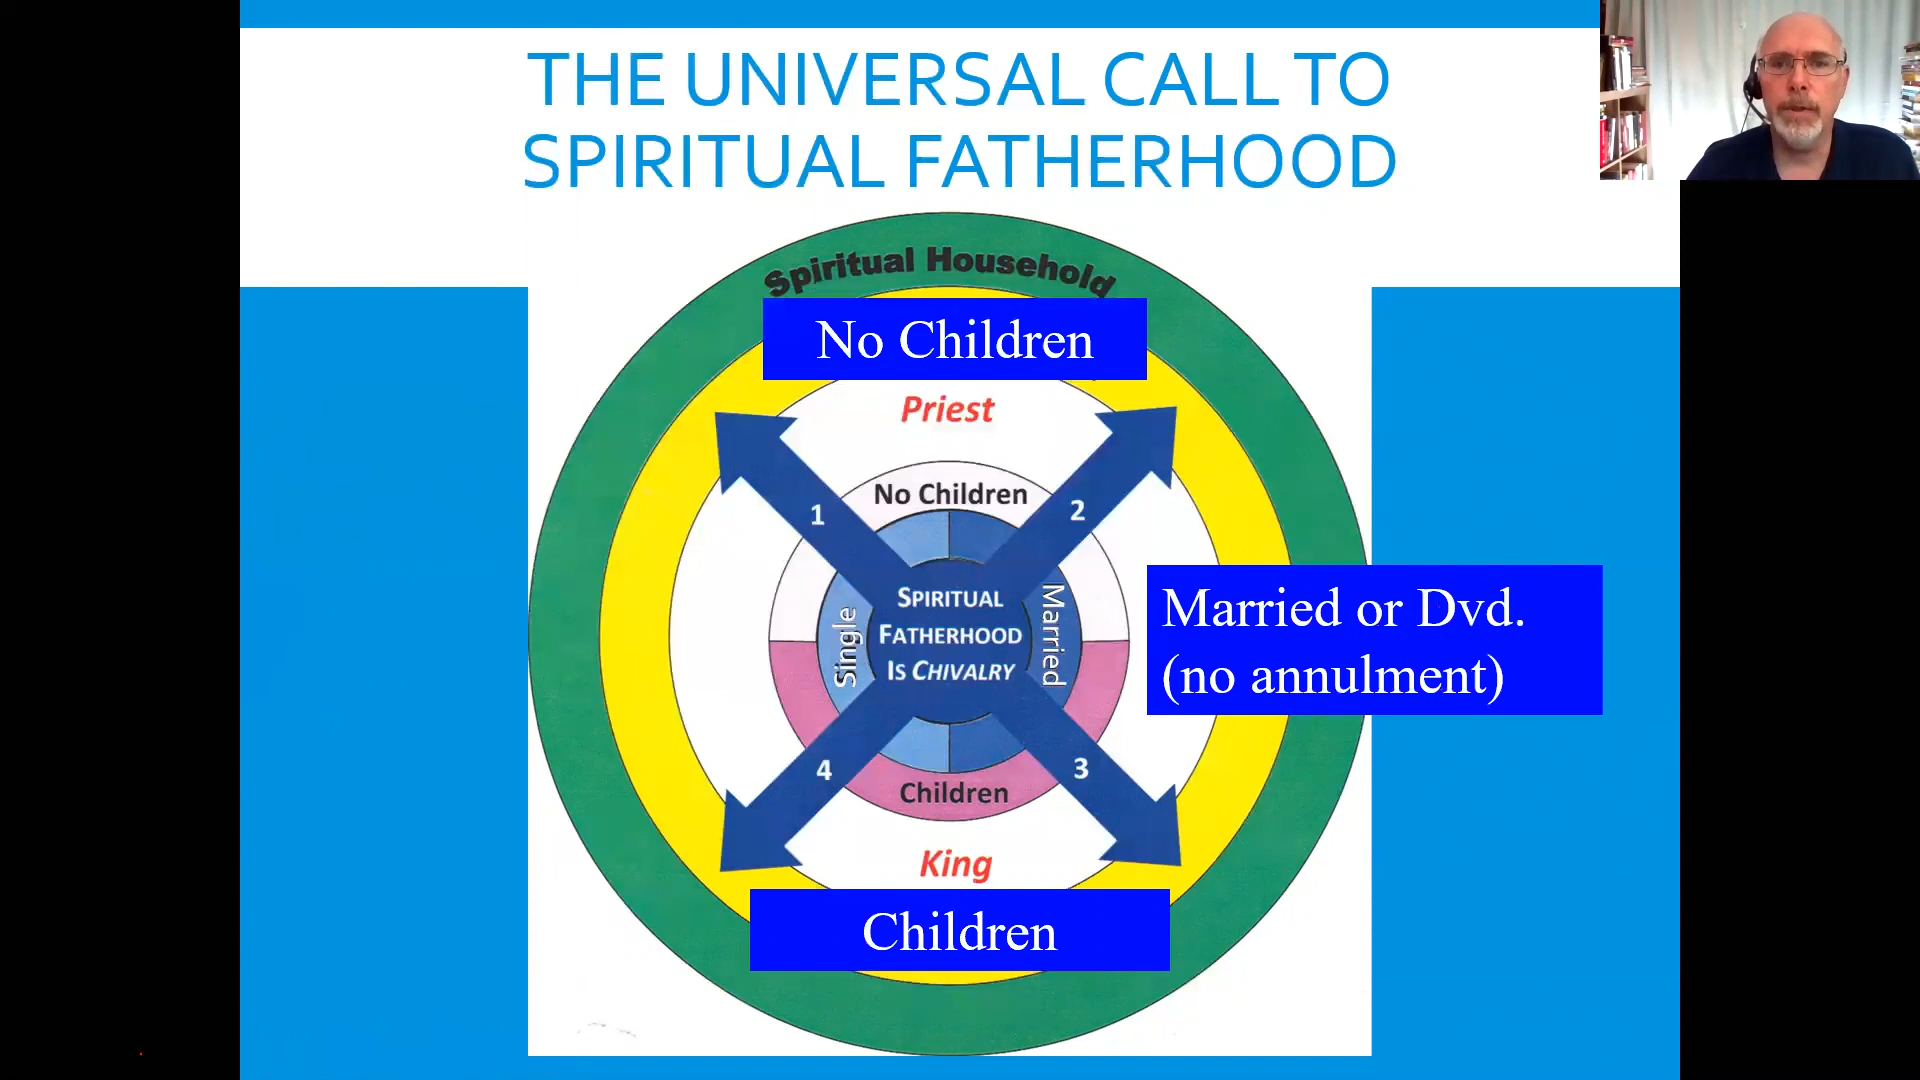 THE UNIVERSAL CALL TO
SPIRITUAL FATHERHOOD
Spiritual Household
No Children
Priest
No Children
1
2
Single
SPIRITUAL
FATHERHOOD
IS CHIVALRY
Married
Married or Dvd.
(no annulment)
4
3
Children
King
Children